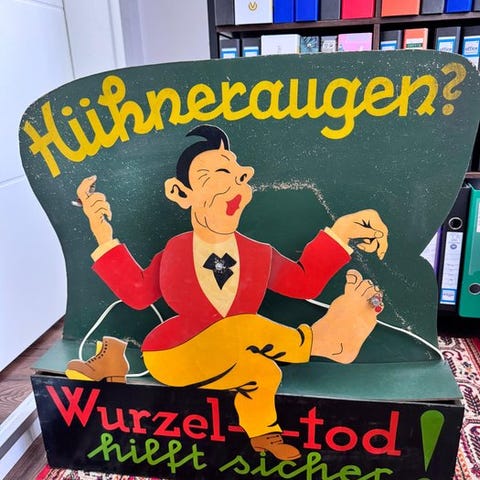 Hühneraugen?
Wurzel-tod!
hilft sicher